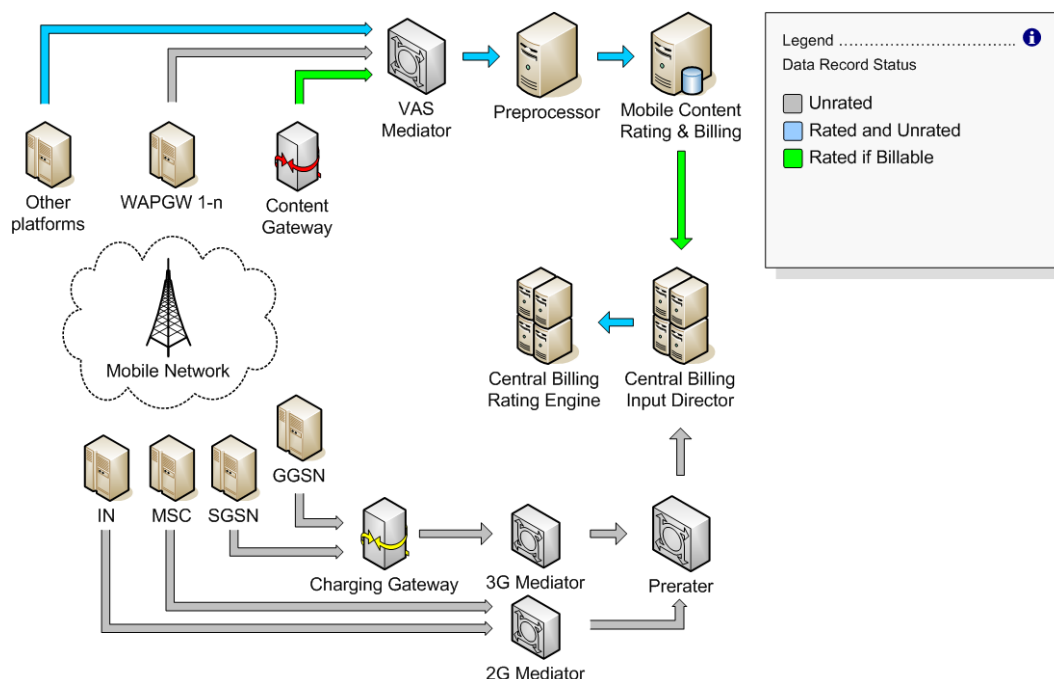 Legend ........................................
i
Data Record Status
Unrated
Rated and Unrated
Rated if Billable
VAS
Mediator
Preprocessor
Mobile Content
Rating & Billing
Other
platforms
WAPGW 1-n
Content
Gateway
Mobile Network
Central Billing
Rating Engine
Central Billing
Input Director
GGSN
IN
MSC
SGSN
Charging Gateway
3G Mediator
Prerater
2G Mediator